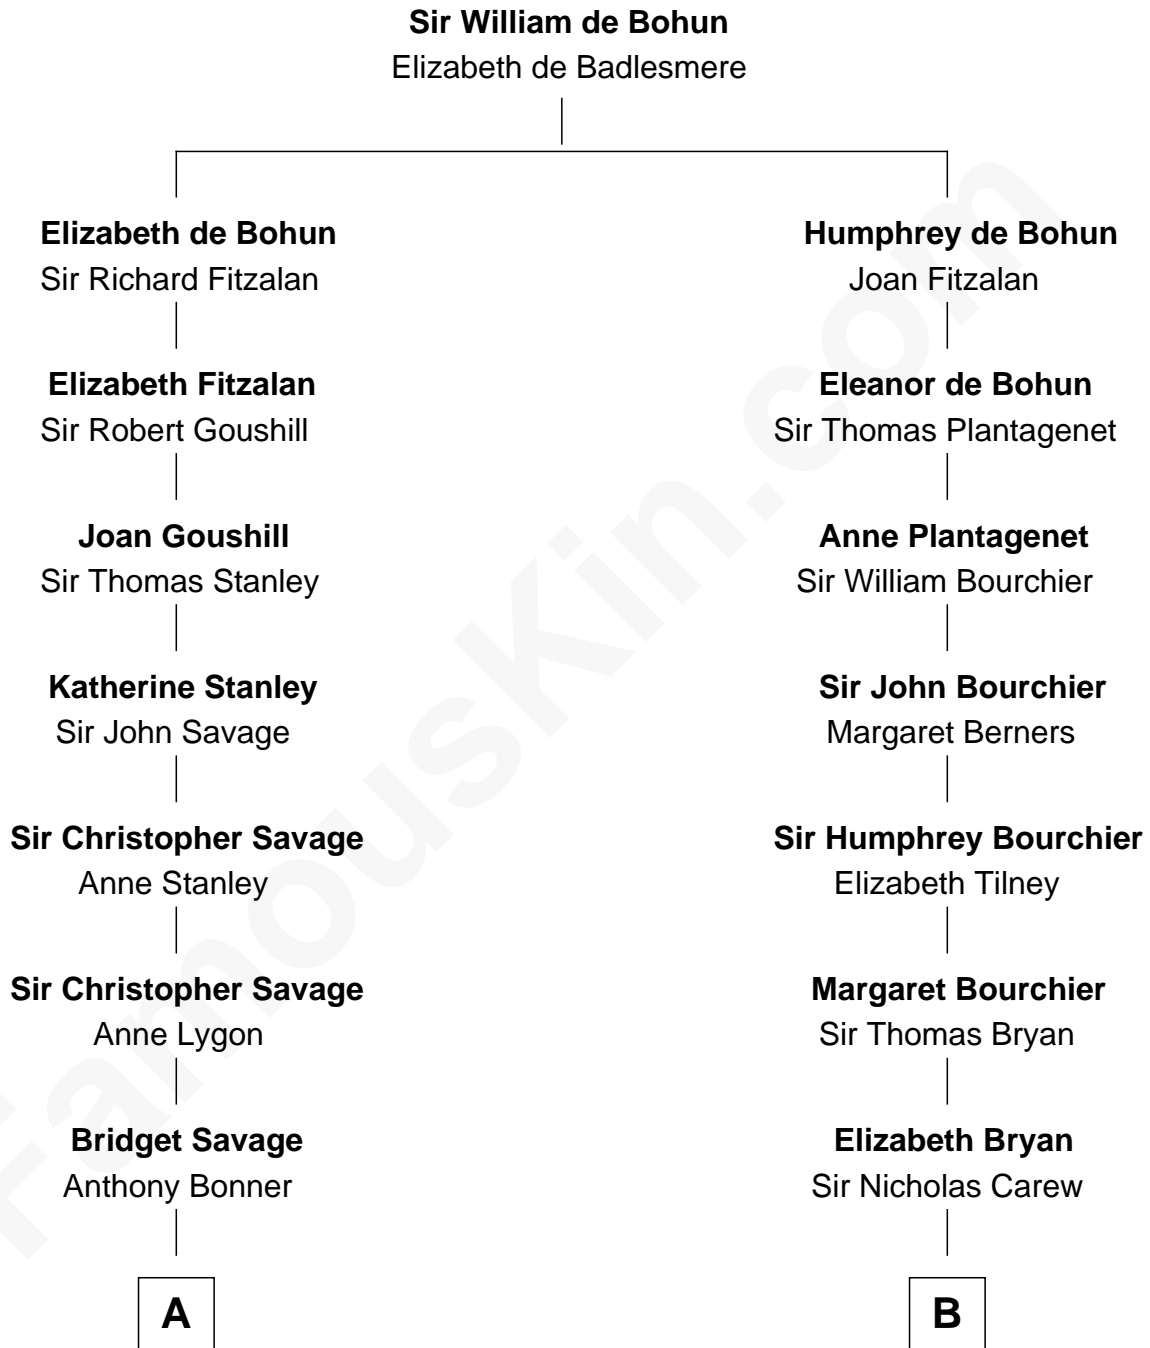 Sir William de Bohun
Elizabeth de Badlesmere
Elizabeth de Bohun
Sir Richard Fitzalan
Humphrey de Bohun
Joan Fitzalan
Elizabeth Fitzalan
Sir Robert Goushill
Eleanor de Bohun
Sir Thomas Plantagenet
Joan Goushill
Sir Thomas Stanley
Anne Plantagenet
Sir William Bourchier
Katherine Stanley
Sir John Savage
Sir John Bourchier
Margaret Berners
Sir Christopher Savage
Anne Stanley
Sir Humphrey Bourchier
Elizabeth Tilney
Sir Christopher Savage
Anne Lygon
Margaret Bourchier
Sir Thomas Bryan
Bridget Savage
Anthony Bonner
Elizabeth Bryan
Sir Nicholas Carew
A
B
FamousKin.com